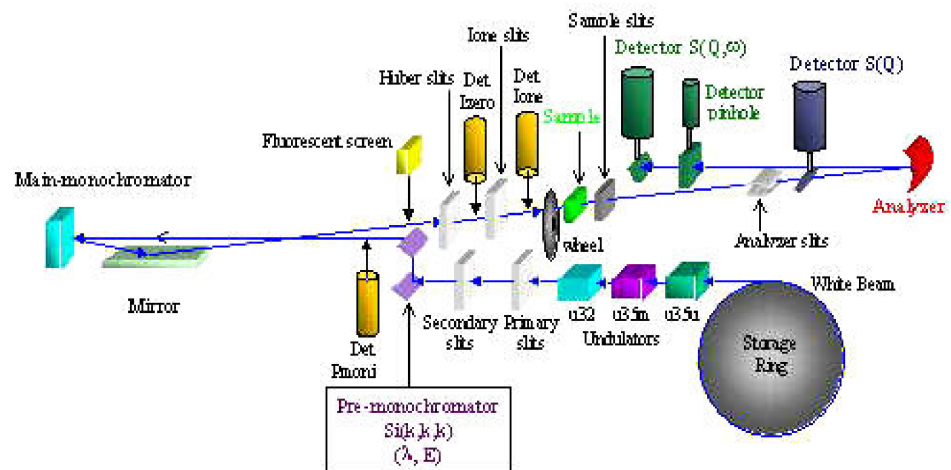 Sample slits
Ione slits
Detector S(Q,ω)
Detector S(Q)
Huber slits
Det.
Izero
Det.
Ione
Sample
Detector
pinhole
Fluorescent screen
Main-monochromator
Analyzer
wheel
Analyzer slits
Mirror
White Beam
Det.
Pmoni
Secondary
slits
Primary
slits
u32
u35m
u35u
Undulators
Storage
Ring
Pre-monochromator
Si(k,k,k)
(λ, E)